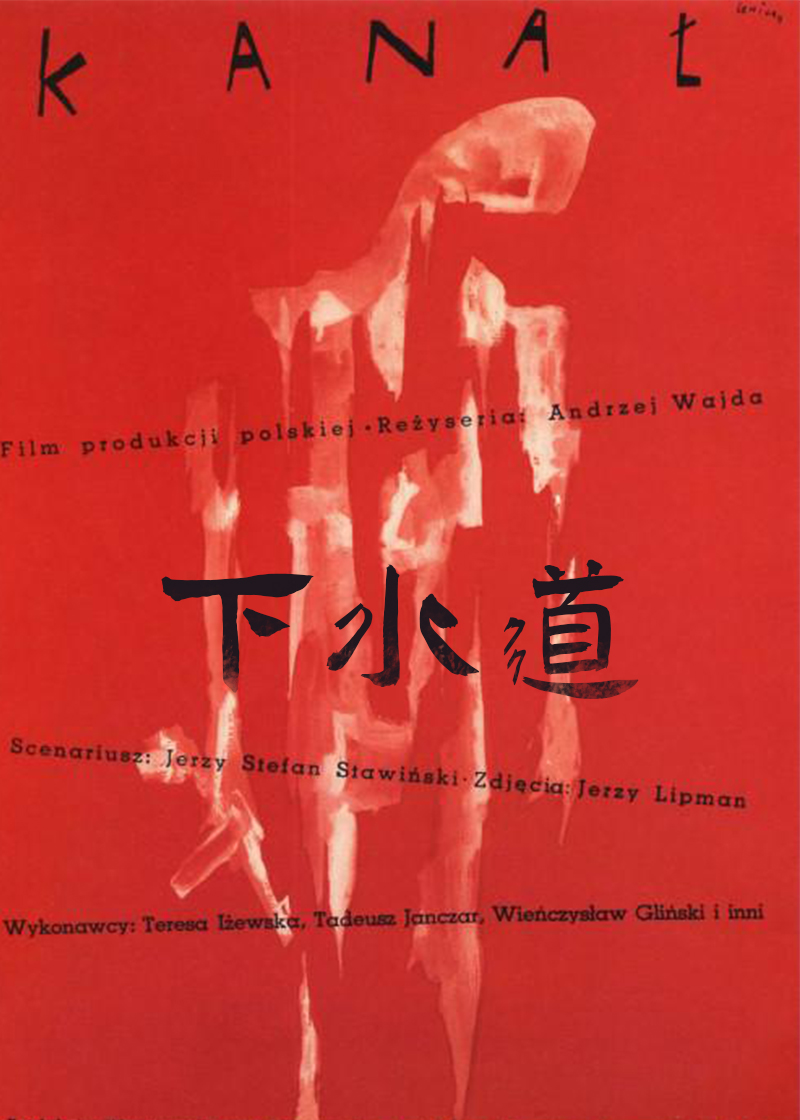 KANAŁ
Film produkcji polskiej · Reżyseria: Andrzej Wajda
下水道
Scenariusz: Jerzy Stefan Stawiński · Zdjęcia: Jerzy Lipman
Wykonawcy: Teresa Iżewska, Tadeusz Janczar, Wieńczysław Gliński i inni